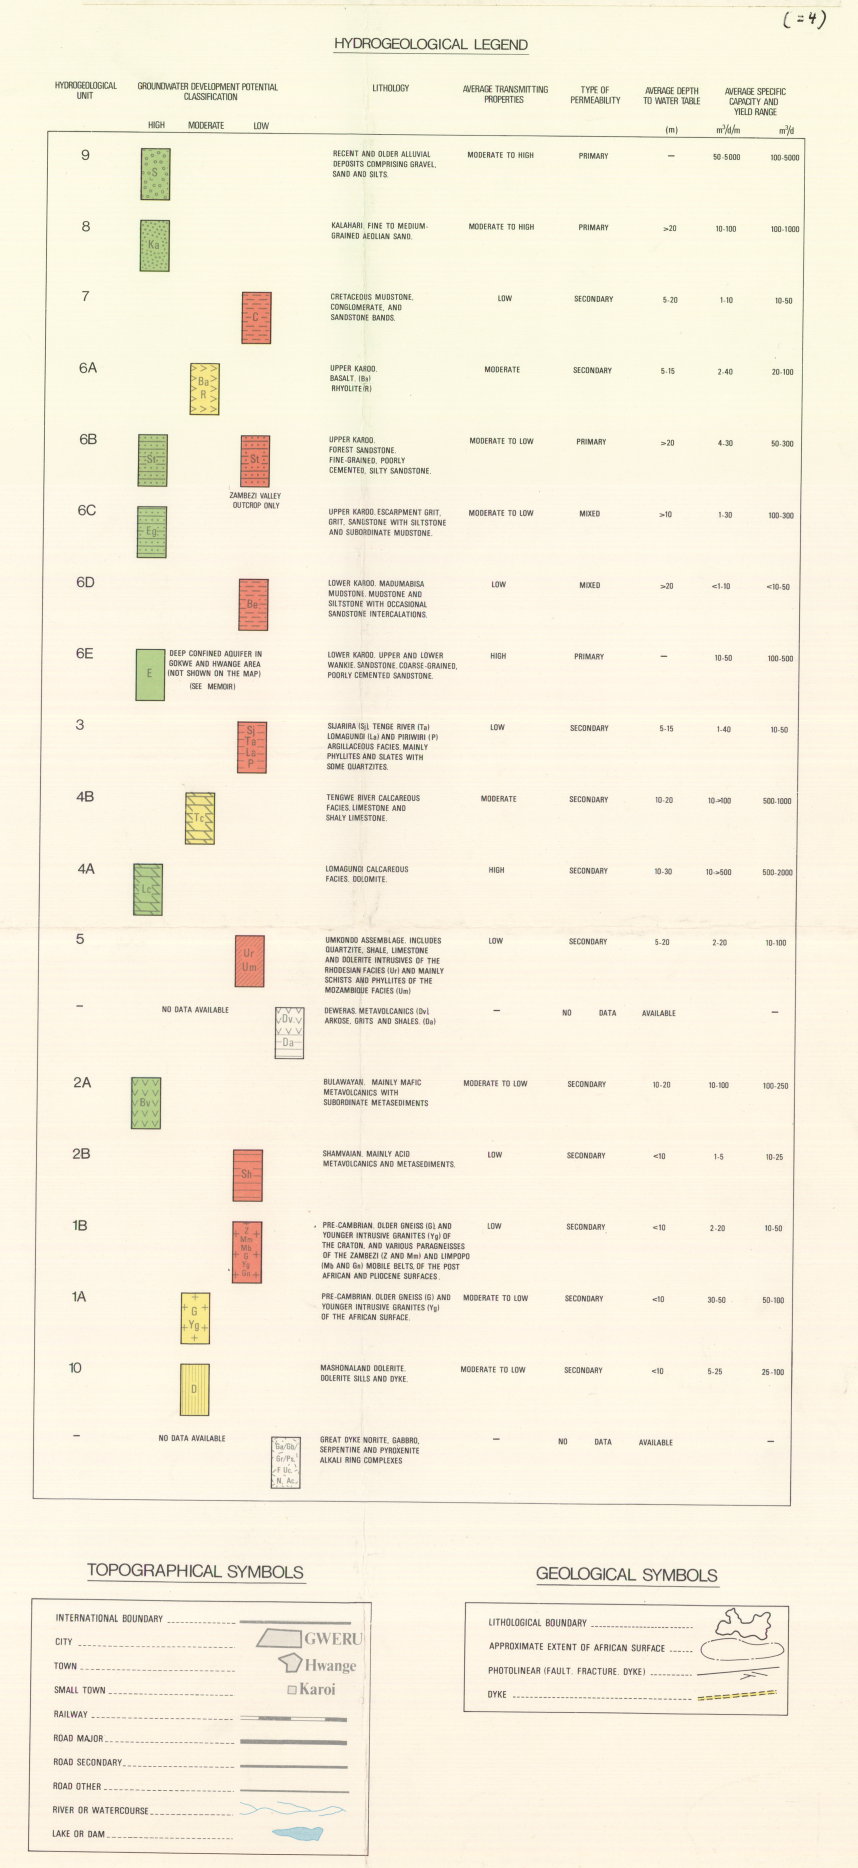 (=4)
HYDROGEOLOGICAL LEGEND
HYDROGEOLOGICAL UNIT
GROUNDWATER DEVELOPMENT POTENTIAL CLASSIFICATION
LITHOLOGY
AVERAGE TRANSMITTING PROPERTIES
TYPE OF PERMEABILITY
AVERAGE DEPTH TO WATER TABLE
AVERAGE SPECIFIC CAPACITY AND YIELD RANGE
HIGH MODERATE LOW (m) m³/d/m m³/d
9 S RECENT AND OLDER ALLUVIAL MODERATE TO HIGH PRIMARY — 50-5000 100-5000
DEPOSITS COMPRISING GRAVEL,
SAND AND SILTS.
8 Ka KALAHARI. FINE TO MEDIUM- MODERATE TO HIGH PRIMARY >20 10-100 100-1000
GRAINED AEOLIAN SAND.
7 C CRETACEOUS MUDSTONE, LOW SECONDARY 5-20 1-10 10-50
CONGLOMERATE, AND
SANDSTONE BANDS.
6A Ba R UPPER KAROO. MODERATE SECONDARY 5-15 2-40 20-100
BASALT. (Ba)
RHYOLITE (R)
6B UPPER KAROO. MODERATE TO LOW PRIMARY >20 4-30 50-300
FOREST SANDSTONE.
FINE-GRAINED, POORLY
CEMENTED, SILTY SANDSTONE.
ZAMBEZI VALLEY
OUTCROP ONLY
6C Eg UPPER KAROO. ESCARPMENT GRIT, MODERATE TO LOW MIXED >10 1-30 100-300
GRIT, SANDSTONE WITH SILTSTONE
AND SUBORDINATE MUDSTONE.
6D LOWER KAROO. MADUMABISA LOW MIXED >20 <1-10 <10-50
MUDSTONE. MUDSTONE AND
SILTSTONE WITH OCCASIONAL
SANDSTONE INTERCALATIONS.
6E E DEEP CONFINED AQUIFER IN LOWER KAROO. UPPER AND LOWER HIGH PRIMARY — 10-50 100-500
GOKWE AND HWANGE AREA WANKIE. SANDSTONE, COARSE-GRAINED,
(NOT SHOWN ON THE MAP) POORLY CEMENTED SANDSTONE.
(SEE MEMOIR)
3 Sj Ta La P SIJARIRA (Sj), TENGE RIVER (Ta) LOW SECONDARY 5-15 1-40 10-50
LOMAGUNDI (La) AND PIRIWIRI (P)
ARGILLACEOUS FACIES, MAINLY
PHYLLITES AND SLATES WITH
SOME QUARTZITES.
4B Tc TENGWE RIVER CALCAREOUS MODERATE SECONDARY 10-20 10->100 500-1000
FACIES, LIMESTONE AND
SHALY LIMESTONE.
4A Lc LOMAGUNDI CALCAREOUS HIGH SECONDARY 10-30 10->500 500-2000
FACIES. DOLOMITE.
5 Ur Um UMKONDO ASSEMBLAGE. INCLUDES LOW SECONDARY 5-20 2-20 10-100
QUARTZITE, SHALE, LIMESTONE
AND DOLERITE INTRUSIVES OF THE
RHODESIAN FACIES (Ur) AND MAINLY
SCHISTS AND PHYLLITES OF THE
MOZAMBIQUE FACIES (Um)
— NO DATA AVAILABLE Dv Da DEWERAS. METAVOLCANICS (Dv), — NO DATA AVAILABLE —
ARKOSE, GRITS AND SHALES. (Da)
2A Bv BULAWAYAN. MAINLY MAFIC MODERATE TO LOW SECONDARY 10-20 10-100 100-250
METAVOLCANICS WITH
SUBORDINATE METASEDIMENTS
2B Sh SHAMVAIAN. MAINLY ACID LOW SECONDARY <10 1-5 10-25
METAVOLCANICS AND METASEDIMENTS.
1B Z Mm Mb G Yg Gn PRE-CAMBRIAN. OLDER GNEISS (G) AND LOW SECONDARY <10 2-20 10-50
YOUNGER INTRUSIVE GRANITES (Yg) OF
THE CRATON, AND VARIOUS PARAGNEISSES
OF THE ZAMBEZI (Z AND Mm) AND LIMPOPO
(Mb AND Gn) MOBILE BELTS, OF THE POST
AFRICAN AND PLIOCENE SURFACES.
1A G Yg PRE-CAMBRIAN. OLDER GNEISS (G) AND MODERATE TO LOW SECONDARY <10 30-50 50-100
YOUNGER INTRUSIVE GRANITES (Yg)
OF THE AFRICAN SURFACE.
10 D MASHONALAND DOLERITE. MODERATE TO LOW SECONDARY <10 5-25 25-100
DOLERITE SILLS AND DYKE.
— NO DATA AVAILABLE GREAT DYKE NORITE, GABBRO, — NO DATA AVAILABLE —
SERPENTINE AND PYROXENITE
ALKALI RING COMPLEXES
TOPOGRAPHICAL SYMBOLS
INTERNATIONAL BOUNDARY
CITY GWERU
TOWN Hwange
SMALL TOWN Karoi
RAILWAY
ROAD MAJOR
ROAD SECONDARY
ROAD OTHER
RIVER OR WATERCOURSE
LAKE OR DAM
GEOLOGICAL SYMBOLS
LITHOLOGICAL BOUNDARY
APPROXIMATE EXTENT OF AFRICAN SURFACE
PHOTOLINEAR (FAULT. FRACTURE. DYKE)
DYKE